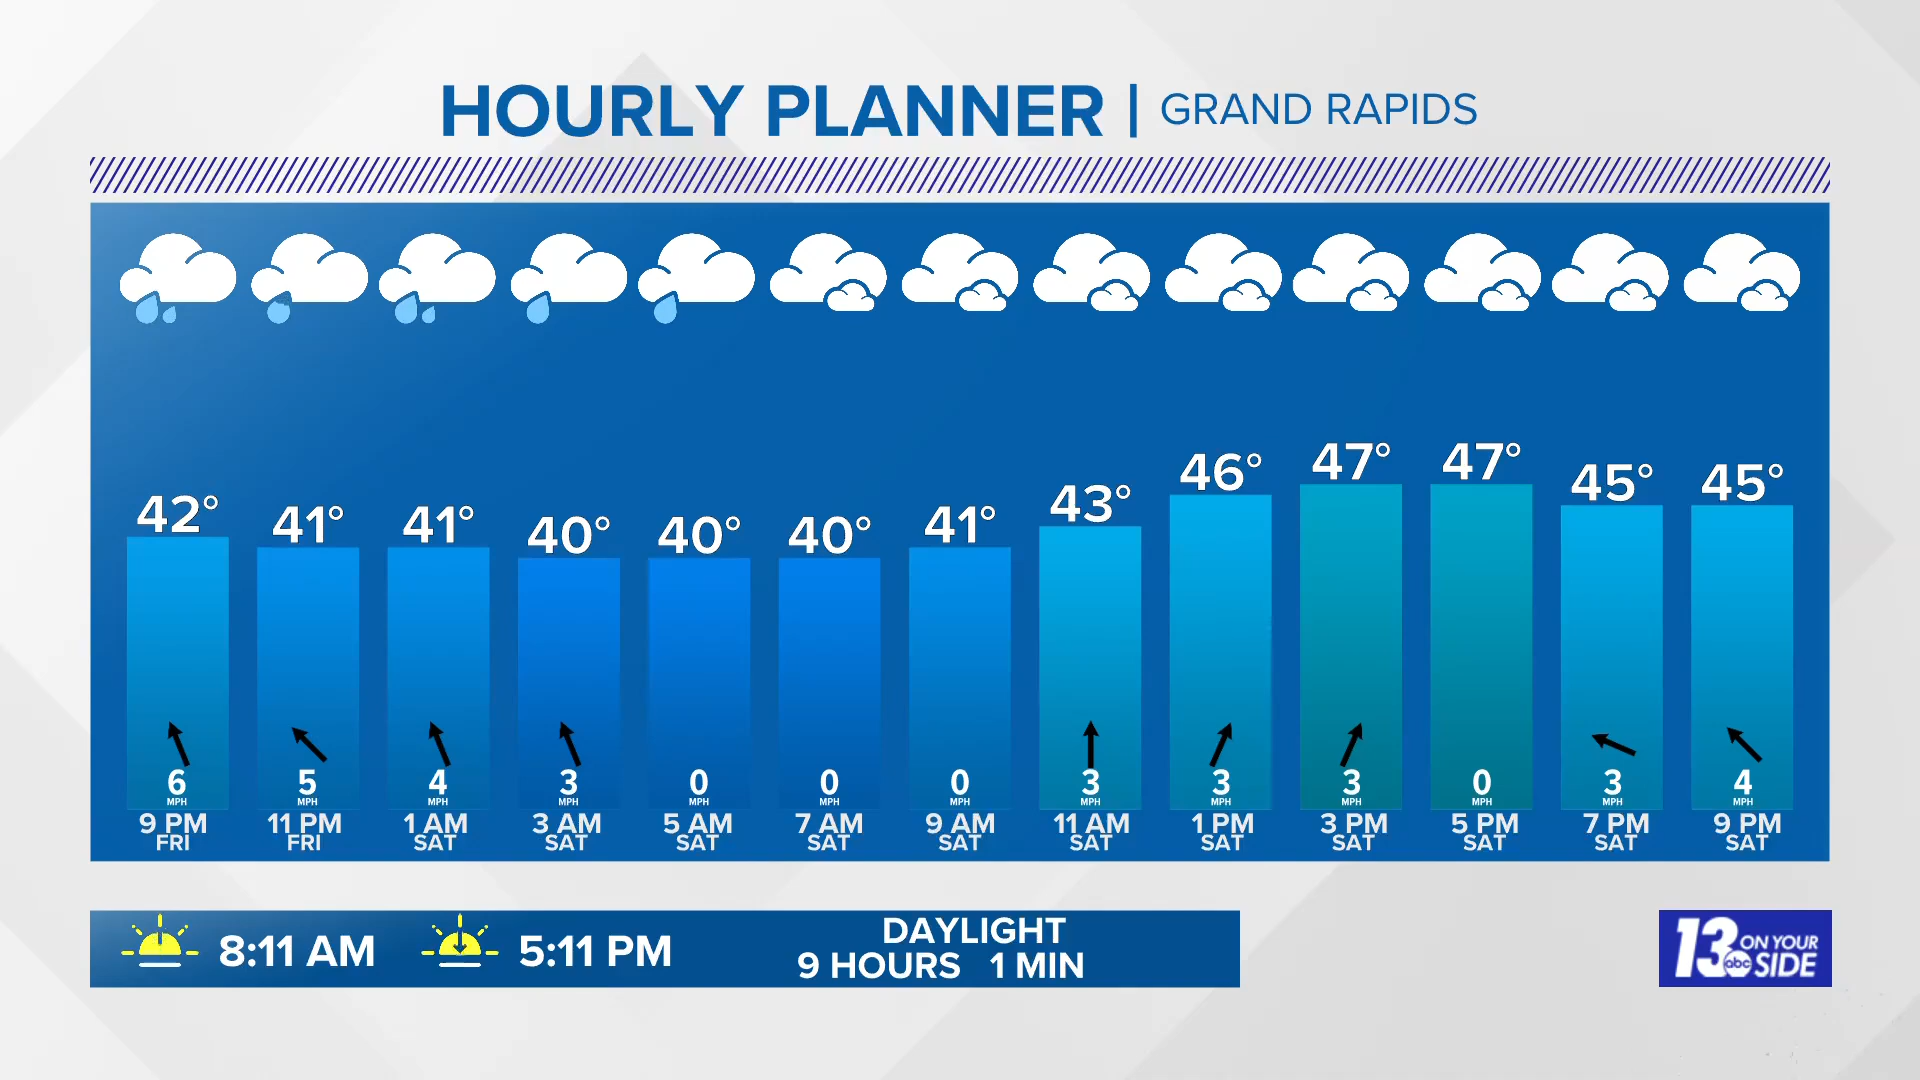 HOURLY PLANNER | GRAND RAPIDS
42° 41° 41° 40° 40° 40° 41° 43° 46° 47° 47° 45° 45°
6 5 4 3 0 0 0 3 3 3 0 3 4
MPH MPH MPH MPH MPH MPH MPH MPH MPH MPH MPH MPH MPH
9 PM 11 PM 1 AM 3 AM 5 AM 7 AM 9 AM 11 AM 1 PM 3 PM 5 PM 7 PM 9 PM
FRI FRI SAT SAT SAT SAT SAT SAT SAT SAT SAT SAT SAT
8:11 AM 5:11 PM
DAYLIGHT
9 HOURS 1 MIN
13 ON YOUR
abc SIDE